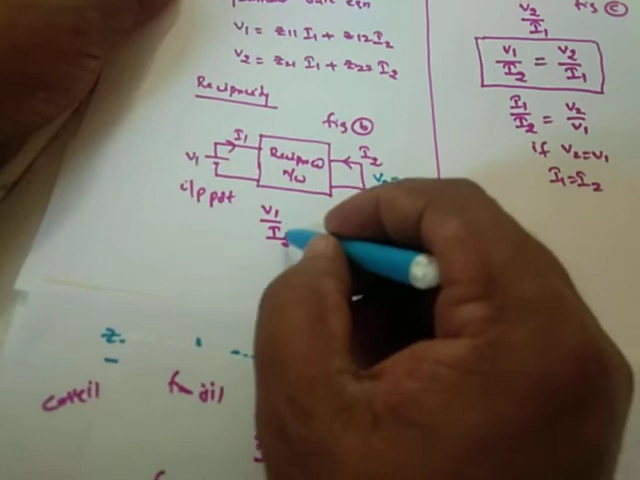 V1 = Z11 I1 + Z12 I2
V2 = Z21 I1 + Z22 I2
Reciprocity
fig (b)
I1
I2
V1
Reciprocal
n/w
V2=
i/p port
V1
I2
Z
fig (c)
V2
I1
V1/I2 = V2/I1
I1/I2 = V2/V1
if V2=V1
I1=I2